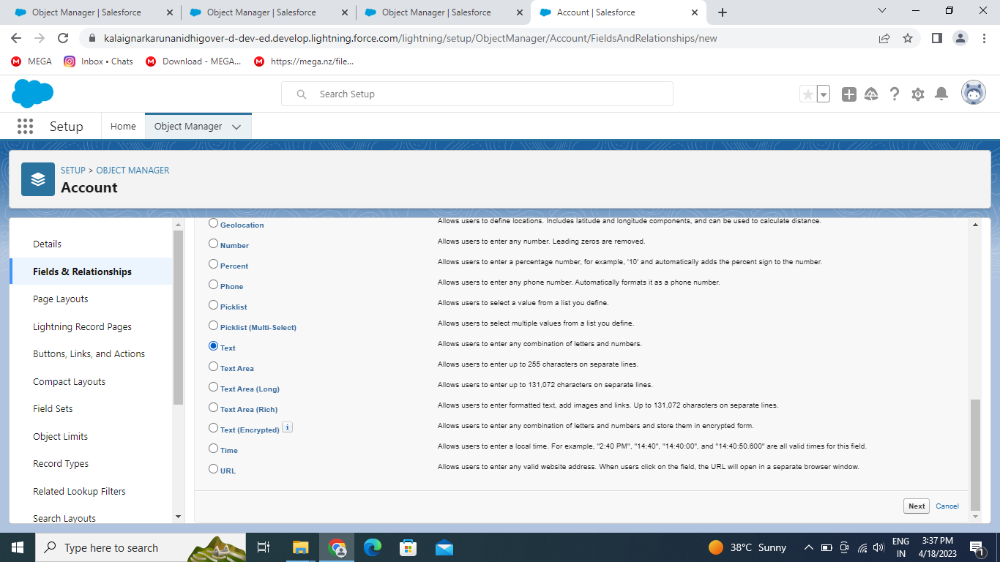 Object Manager | Salesforce
Object Manager | Salesforce
Object Manager | Salesforce
Account | Salesforce
kalaignarkarunanidhigover-d-dev-ed.develop.lightning.force.com/lightning/setup/ObjectManager/Account/FieldsAndRelationships/new
MEGA
Inbox • Chats
Download - MEGA...
https://mega.nz/file...
Search Setup
Setup
Home
Object Manager
SETUP > OBJECT MANAGER
Account
Details
Fields & Relationships
Page Layouts
Lightning Record Pages
Buttons, Links, and Actions
Compact Layouts
Field Sets
Object Limits
Record Types
Related Lookup Filters
Search Layouts
Geolocation Allows users to define locations. Includes latitude and longitude components, and can be used to calculate distance.
Number Allows users to enter any number. Leading zeros are removed.
Percent Allows users to enter a percentage number, for example, '10' and automatically adds the percent sign to the number.
Phone Allows users to enter any phone number. Automatically formats it as a phone number.
Picklist Allows users to select a value from a list you define.
Picklist (Multi-Select) Allows users to select multiple values from a list you define.
Text Allows users to enter any combination of letters and numbers.
Text Area Allows users to enter up to 255 characters on separate lines.
Text Area (Long) Allows users to enter up to 131,072 characters on separate lines.
Text Area (Rich) Allows users to enter formatted text, add images and links. Up to 131,072 characters on separate lines.
Text (Encrypted) i Allows users to enter any combination of letters and numbers and store them in encrypted form.
Time Allows users to enter a local time. For example, "2:40 PM", "14:40", "14:40:00", and "14:40:50.600" are all valid times for this field.
URL Allows users to enter any valid website address. When users click on the field, the URL will open in a separate browser window.
Next Cancel
Type here to search
38°C Sunny
ENG
IN
3:37 PM
4/18/2023
1